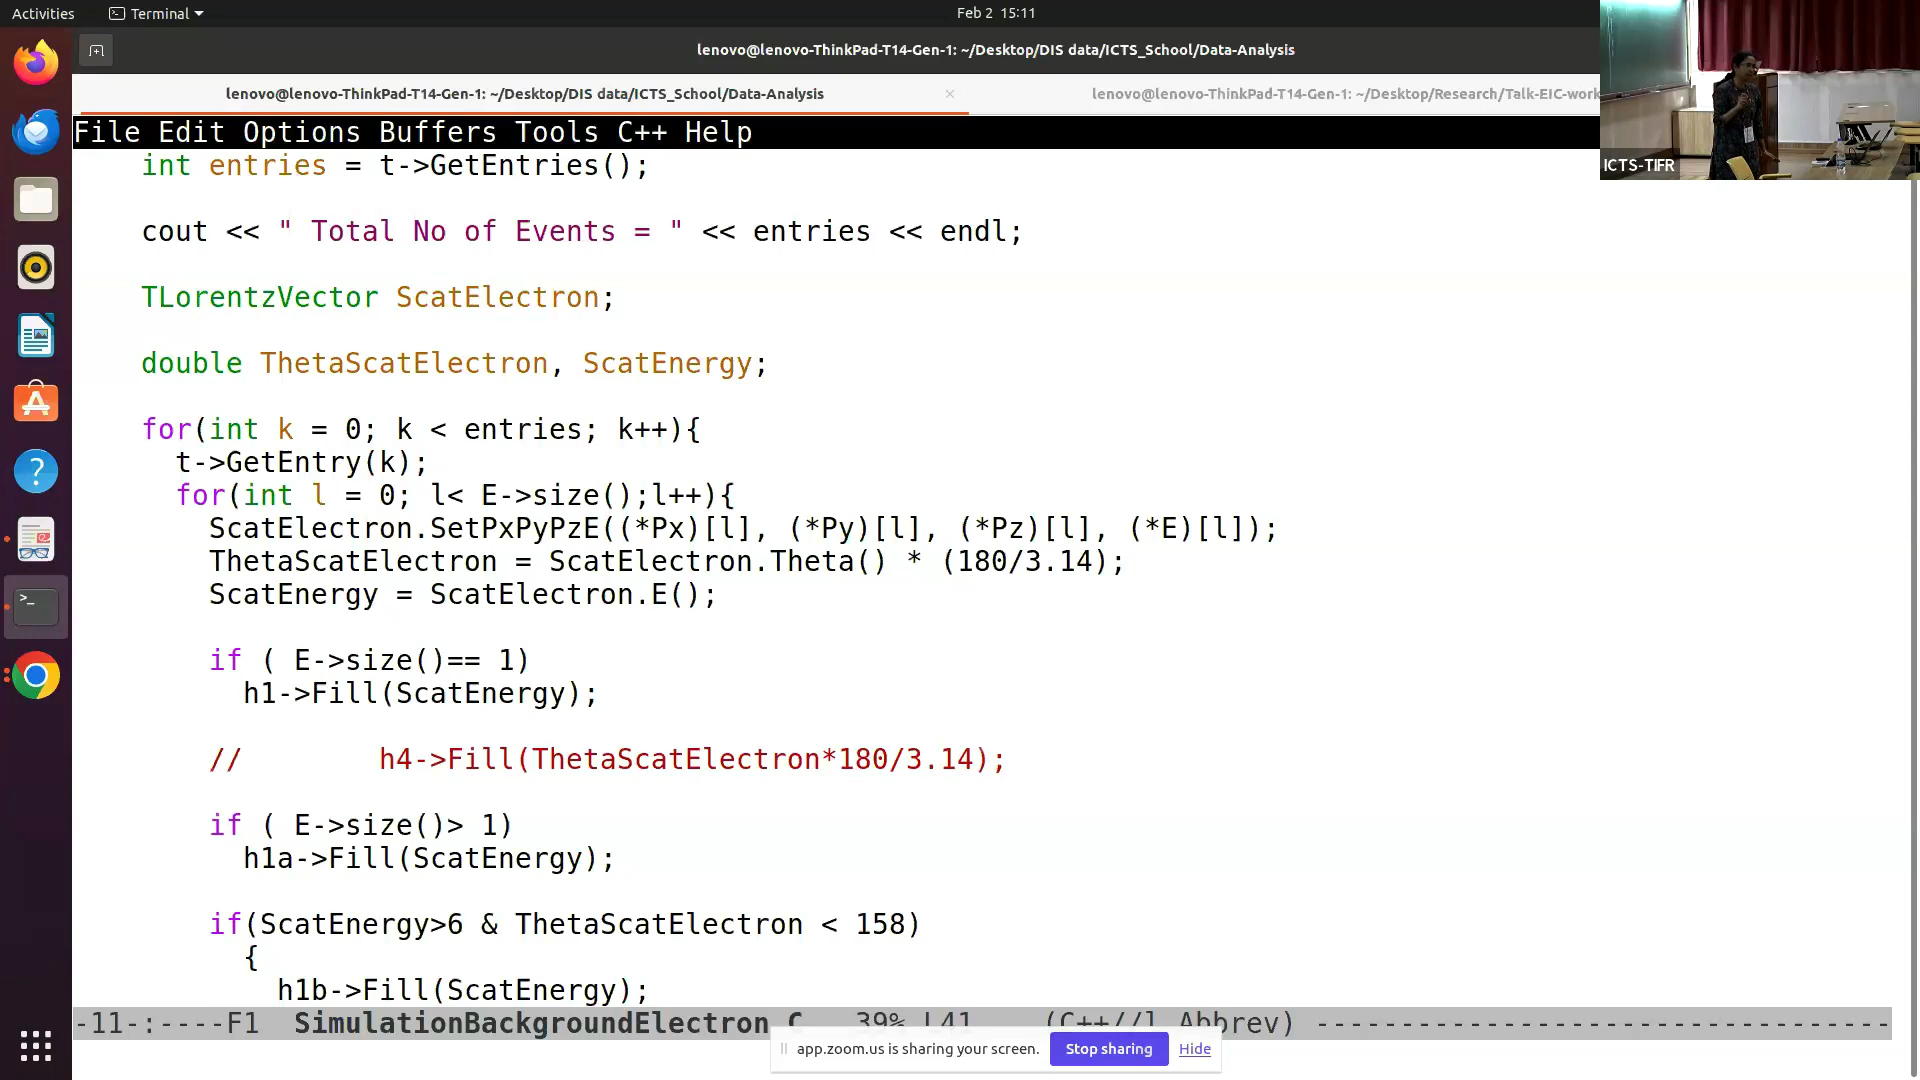 Activities
Terminal
Feb 2 15:11
lenovo@lenovo-ThinkPad-T14-Gen-1: ~/Desktop/DIS data/ICTS_School/Data-Analysis
lenovo@lenovo-ThinkPad-T14-Gen-1: ~/Desktop/DIS data/ICTS_School/Data-Analysis
lenovo@lenovo-ThinkPad-T14-Gen-1: ~/Desktop/Research/Talk-EIC-work
ICTS-TIFR
File Edit Options Buffers Tools C++ Help
int entries = t->GetEntries();
cout << " Total No of Events = " << entries << endl;
TLorentzVector ScatElectron;
double ThetaScatElectron, ScatEnergy;
for(int k = 0; k < entries; k++){
t->GetEntry(k);
for(int l = 0; l< E->size();l++){
ScatElectron.SetPxPyPzE((*Px)[l], (*Py)[l], (*Pz)[l], (*E)[l]);
ThetaScatElectron = ScatElectron.Theta() * (180/3.14);
ScatEnergy = ScatElectron.E();
if ( E->size()== 1)
h1->Fill(ScatEnergy);
// h4->Fill(ThetaScatElectron*180/3.14);
if ( E->size()> 1)
h1a->Fill(ScatEnergy);
if(ScatEnergy>6 & ThetaScatElectron < 158)
{
h1b->Fill(ScatEnergy);
-11-:----F1 SimulationBackgroundElectron.C 39% L41 (C++//l Abbrev) ----------------------------------
app.zoom.us is sharing your screen.
Stop sharing
Hide